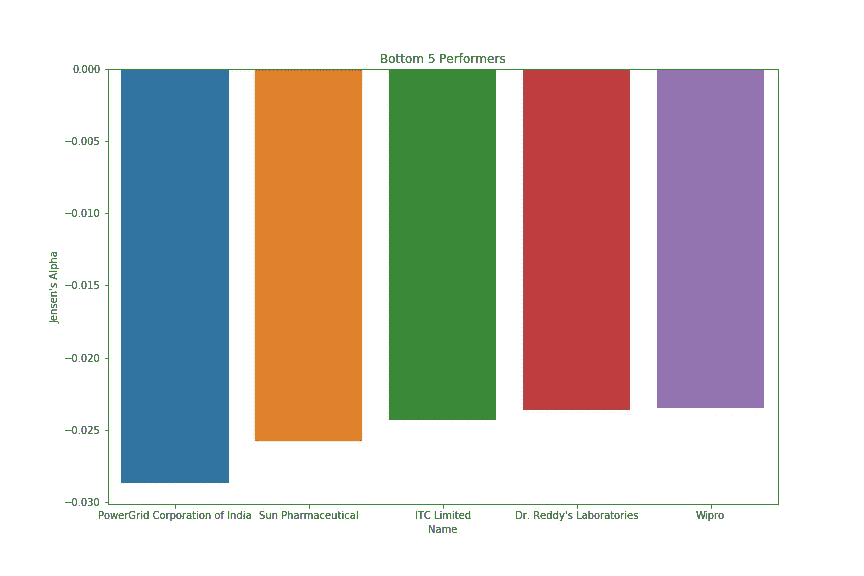 Bottom 5 Performers
0.000
−0.005
−0.010
−0.015
−0.020
−0.025
−0.030
Jensen's Alpha
PowerGrid Corporation of India Sun Pharmaceutical ITC Limited Dr. Reddy's Laboratories Wipro
Name